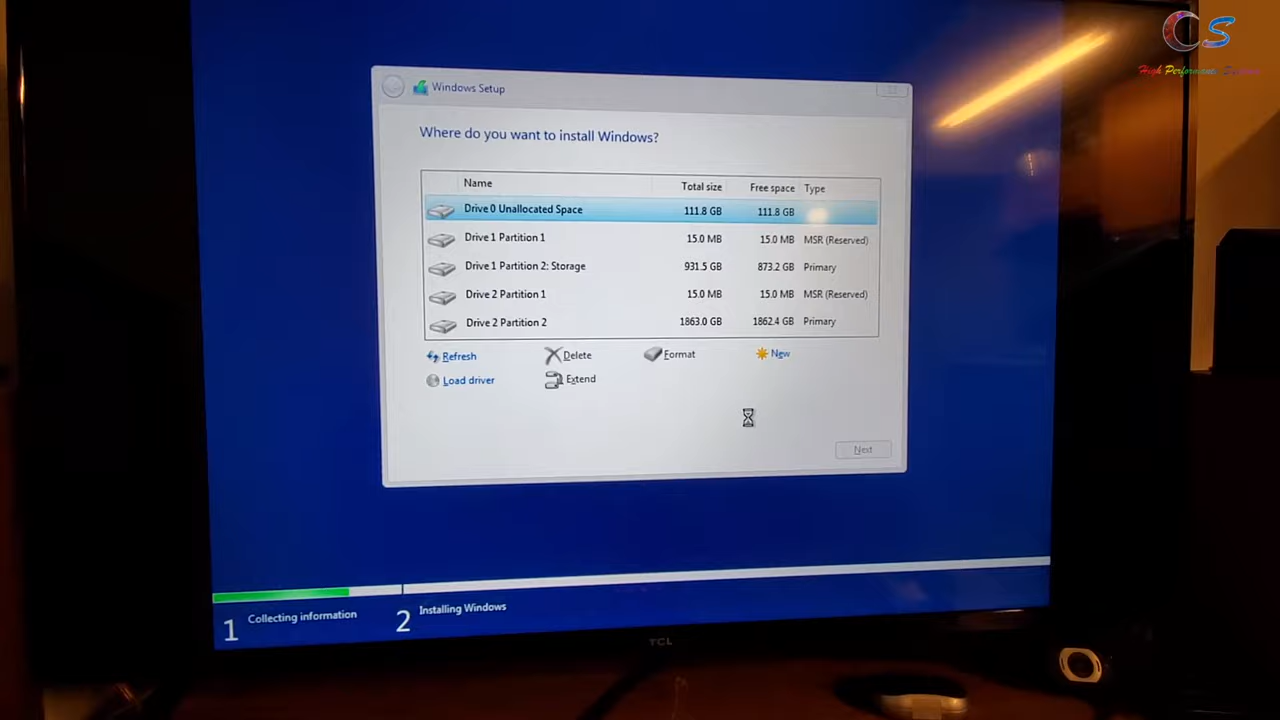 CS
High Performance Systems
Windows Setup
Where do you want to install Windows?
Name Total size Free space Type
Drive 0 Unallocated Space 111.8 GB 111.8 GB
Drive 1 Partition 1 15.0 MB 15.0 MB MSR (Reserved)
Drive 1 Partition 2: Storage 931.5 GB 873.2 GB Primary
Drive 2 Partition 1 15.0 MB 15.0 MB MSR (Reserved)
Drive 2 Partition 2 1863.0 GB 1862.4 GB Primary
Refresh Delete Format New
Load driver Extend
Next
1 Collecting information 2 Installing Windows
TCL